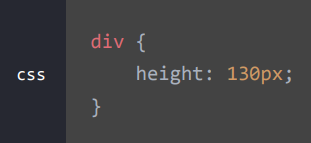 css
div {
    height: 130px;
}